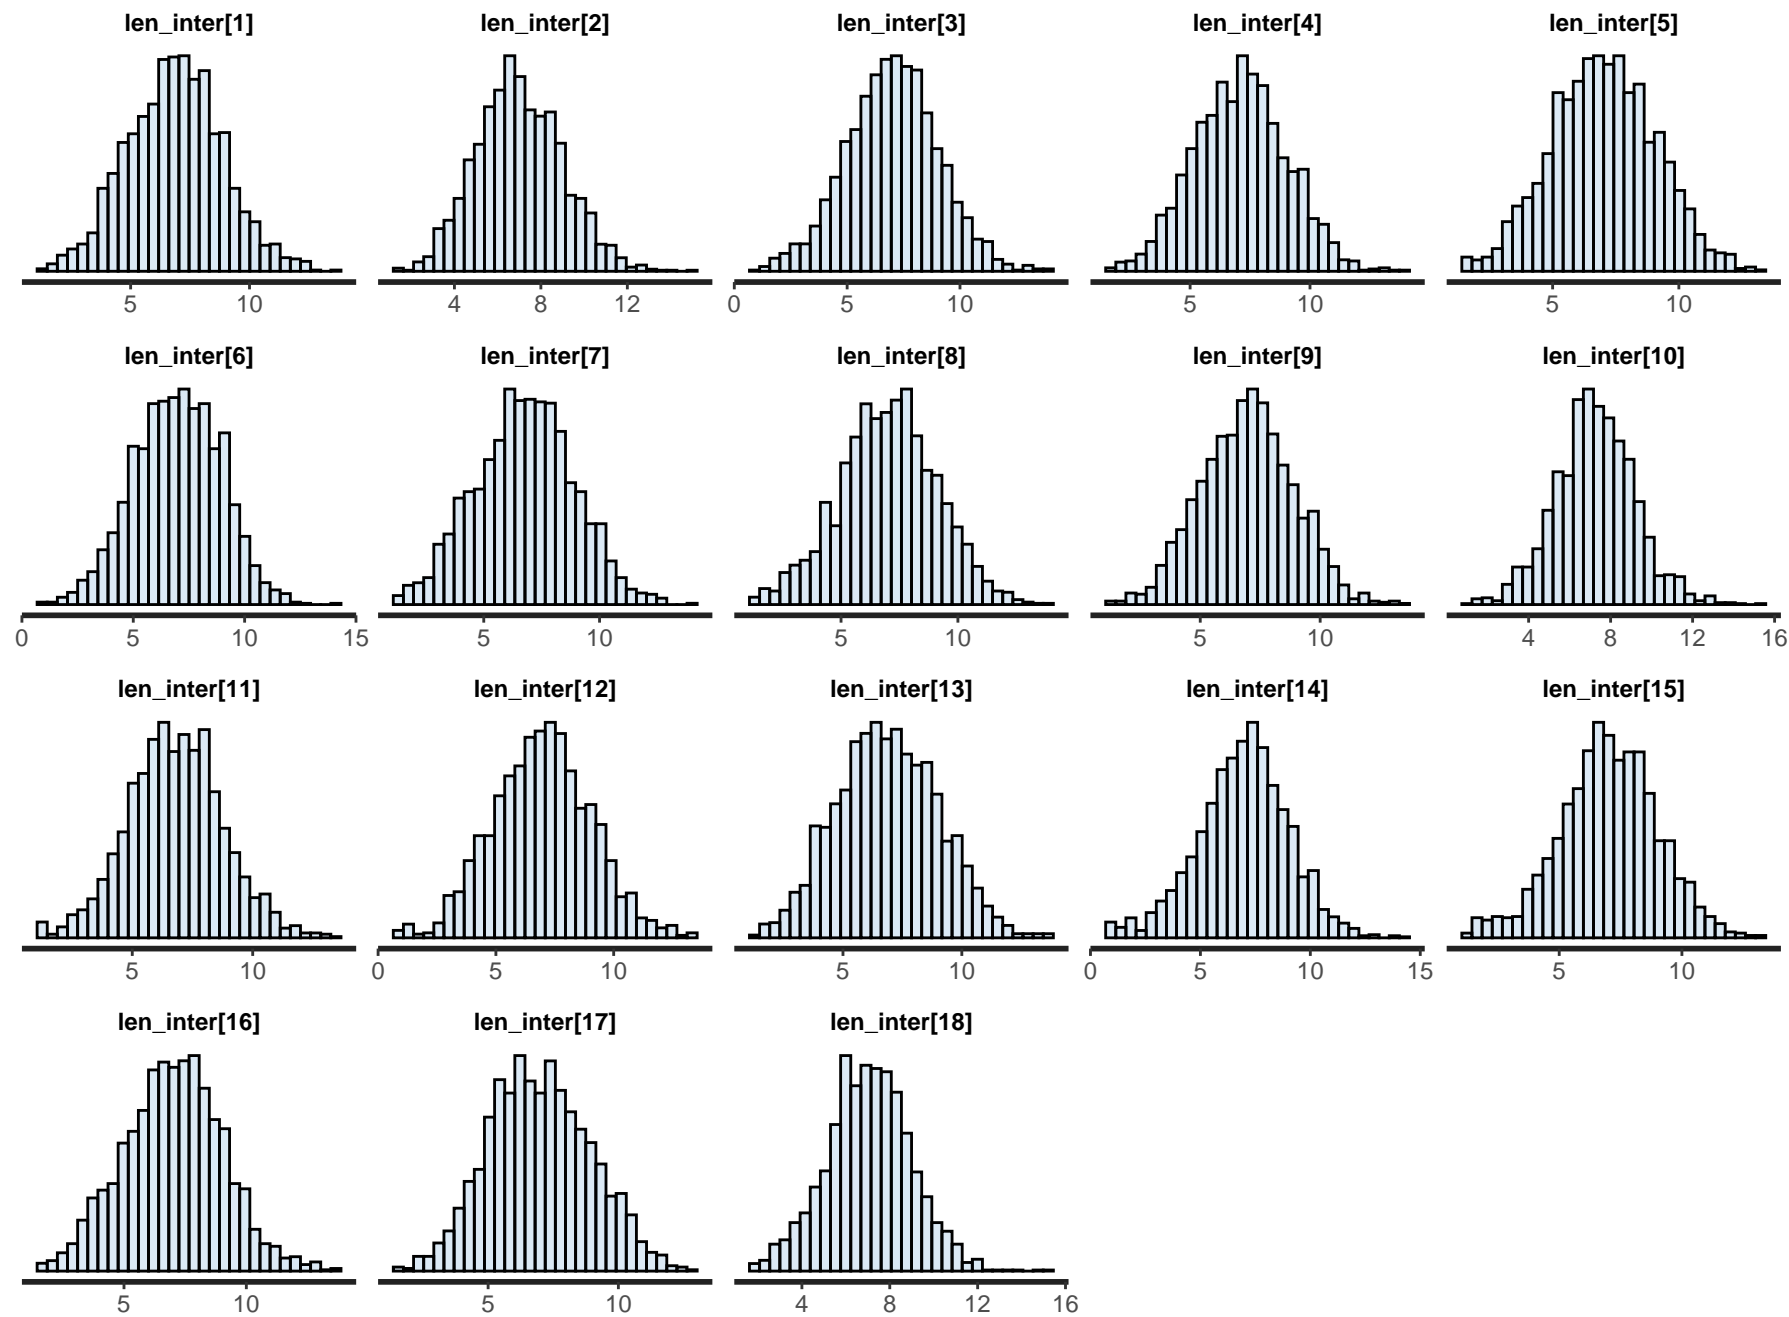 len_inter[1] len_inter[2] len_inter[3] len_inter[4] len_inter[5]
5 10 4 8 12 0 5 10 5 10 5 10
len_inter[6] len_inter[7] len_inter[8] len_inter[9] len_inter[10]
0 5 10 15 5 10 5 10 5 10 4 8 12 16
len_inter[11] len_inter[12] len_inter[13] len_inter[14] len_inter[15]
5 10 0 5 10 5 10 0 5 10 15 5 10
len_inter[16] len_inter[17] len_inter[18]
5 10 5 10 4 8 12 16